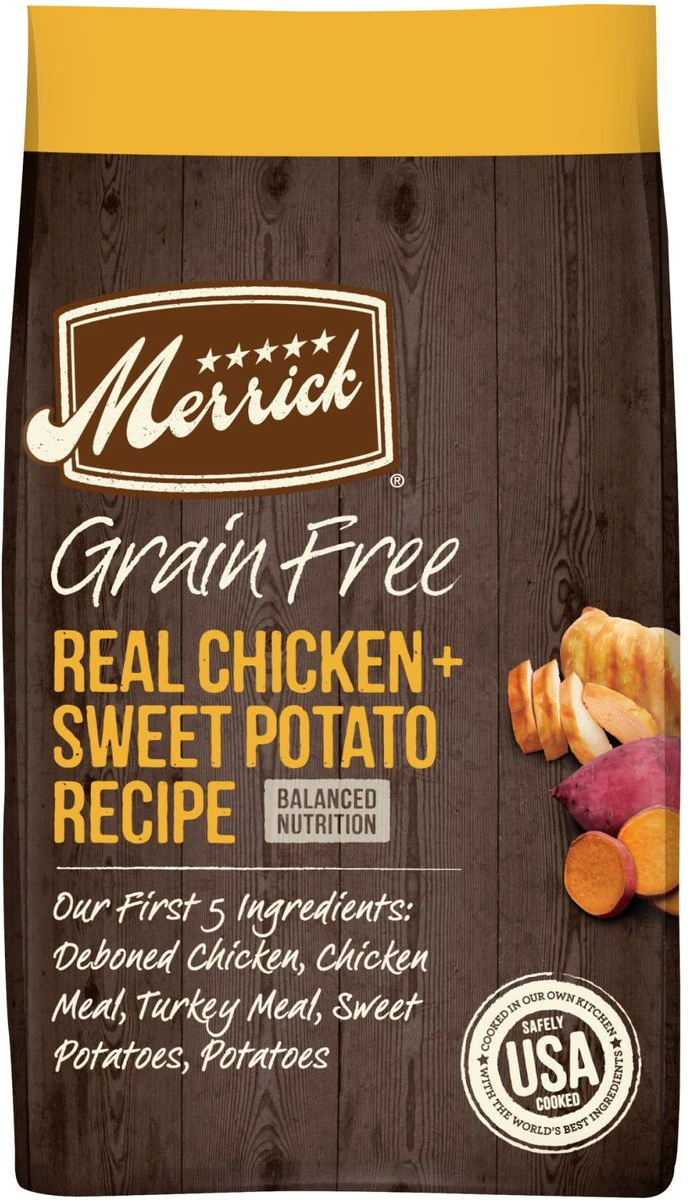 Merrick
®
Grain Free
REAL CHICKEN +
SWEET POTATO
RECIPE
BALANCED
NUTRITION
Our First 5 Ingredients:
Deboned Chicken, Chicken
Meal, Turkey Meal, Sweet
Potatoes, Potatoes
COOKED IN OUR OWN KITCHEN
SAFELY
USA
COOKED
WITH THE WORLD'S BEST INGREDIENTS